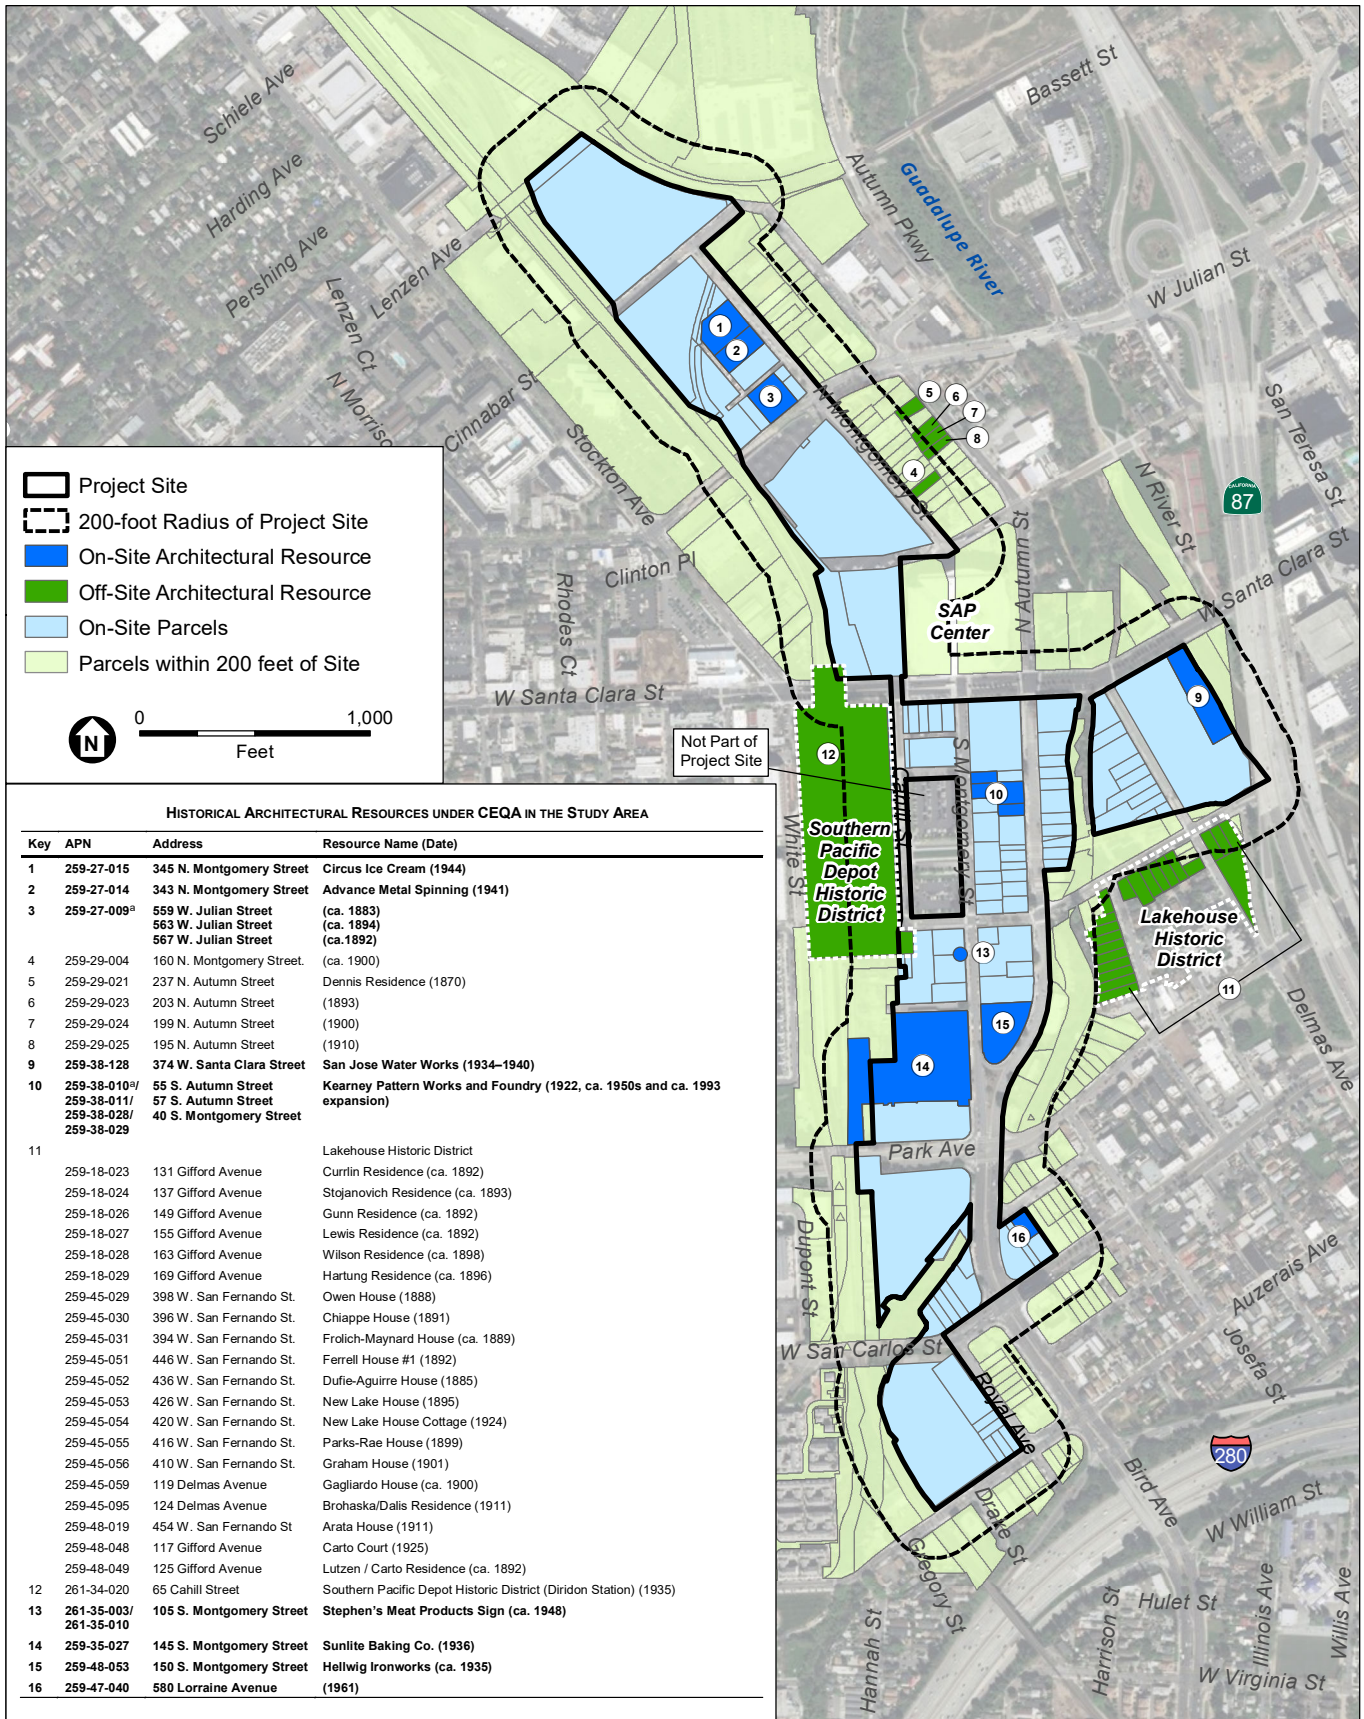 Schiele Ave
Bassett St
Harding Ave
Autumn Pkwy
Guadalupe River
Pershing Ave
Lenzen Ave
Lenzen Ct
W Julian St
N Morrison
Cinnabar St
Stockton Ave
N Montgomery St
San Teresa St
N River St
CALIFORNIA
87
1
2
3
4
5
6
7
8
Project Site
200-foot Radius of Project Site
On-Site Architectural Resource
Off-Site Architectural Resource
On-Site Parcels
Parcels within 200 feet of Site
N
0
1,000
Feet
Clinton Pl
Rhodes Ct
N Autumn St
W Santa Clara St
SAP
Center
W Santa Clara St
9
Not Part of
Project Site
12
Cahill St
S Montgomery St
10
White St
Southern
Pacific
Depot
Historic
District
Lakehouse
Historic
District
11
13
15
14
Delmas Ave
Park Ave
16
Dupont St
Auzerais Ave
Josefa St
W San Carlos St
Royal Ave
280
Bird Ave
Drake St
Gregory St
W William St
Hannah St
Harrison St
Hulet St
Illinois Ave
Willis Ave
W Virginia St
HISTORICAL ARCHITECTURAL RESOURCES UNDER CEQA IN THE STUDY AREA
Key APN Address Resource Name (Date)
1 259-27-015 345 N. Montgomery Street Circus Ice Cream (1944)
2 259-27-014 343 N. Montgomery Street Advance Metal Spinning (1941)
3 259-27-009a 559 W. Julian Street (ca. 1883)
563 W. Julian Street (ca. 1894)
567 W. Julian Street (ca.1892)
4 259-29-004 160 N. Montgomery Street. (ca. 1900)
5 259-29-021 237 N. Autumn Street Dennis Residence (1870)
6 259-29-023 203 N. Autumn Street (1893)
7 259-29-024 199 N. Autumn Street (1900)
8 259-29-025 195 N. Autumn Street (1910)
9 259-38-128 374 W. Santa Clara Street San Jose Water Works (1934–1940)
10 259-38-010a/ 55 S. Autumn Street Kearney Pattern Works and Foundry (1922, ca. 1950s and ca. 1993
259-38-011/ 57 S. Autumn Street expansion)
259-38-028/ 40 S. Montgomery Street
259-38-029
11 Lakehouse Historic District
259-18-023 131 Gifford Avenue Currlin Residence (ca. 1892)
259-18-024 137 Gifford Avenue Stojanovich Residence (ca. 1893)
259-18-026 149 Gifford Avenue Gunn Residence (ca. 1892)
259-18-027 155 Gifford Avenue Lewis Residence (ca. 1892)
259-18-028 163 Gifford Avenue Wilson Residence (ca. 1898)
259-18-029 169 Gifford Avenue Hartung Residence (ca. 1896)
259-45-029 398 W. San Fernando St. Owen House (1888)
259-45-030 396 W. San Fernando St. Chiappe House (1891)
259-45-031 394 W. San Fernando St. Frolich-Maynard House (ca. 1889)
259-45-051 446 W. San Fernando St. Ferrell House #1 (1892)
259-45-052 436 W. San Fernando St. Dufie-Aguirre House (1885)
259-45-053 426 W. San Fernando St. New Lake House (1895)
259-45-054 420 W. San Fernando St. New Lake House Cottage (1924)
259-45-055 416 W. San Fernando St. Parks-Rae House (1899)
259-45-056 410 W. San Fernando St. Graham House (1901)
259-45-059 119 Delmas Avenue Gagliardo House (ca. 1900)
259-45-095 124 Delmas Avenue Brohaska/Dalis Residence (1911)
259-48-019 454 W. San Fernando St Arata House (1911)
259-48-048 117 Gifford Avenue Carto Court (1925)
259-48-049 125 Gifford Avenue Lutzen / Carto Residence (ca. 1892)
12 261-34-020 65 Cahill Street Southern Pacific Depot Historic District (Diridon Station) (1935)
13 261-35-003/ 105 S. Montgomery Street Stephen's Meat Products Sign (ca. 1948)
261-35-010
14 259-35-027 145 S. Montgomery Street Sunlite Baking Co. (1936)
15 259-48-053 150 S. Montgomery Street Hellwig Ironworks (ca. 1935)
16 259-47-040 580 Lorraine Avenue (1961)